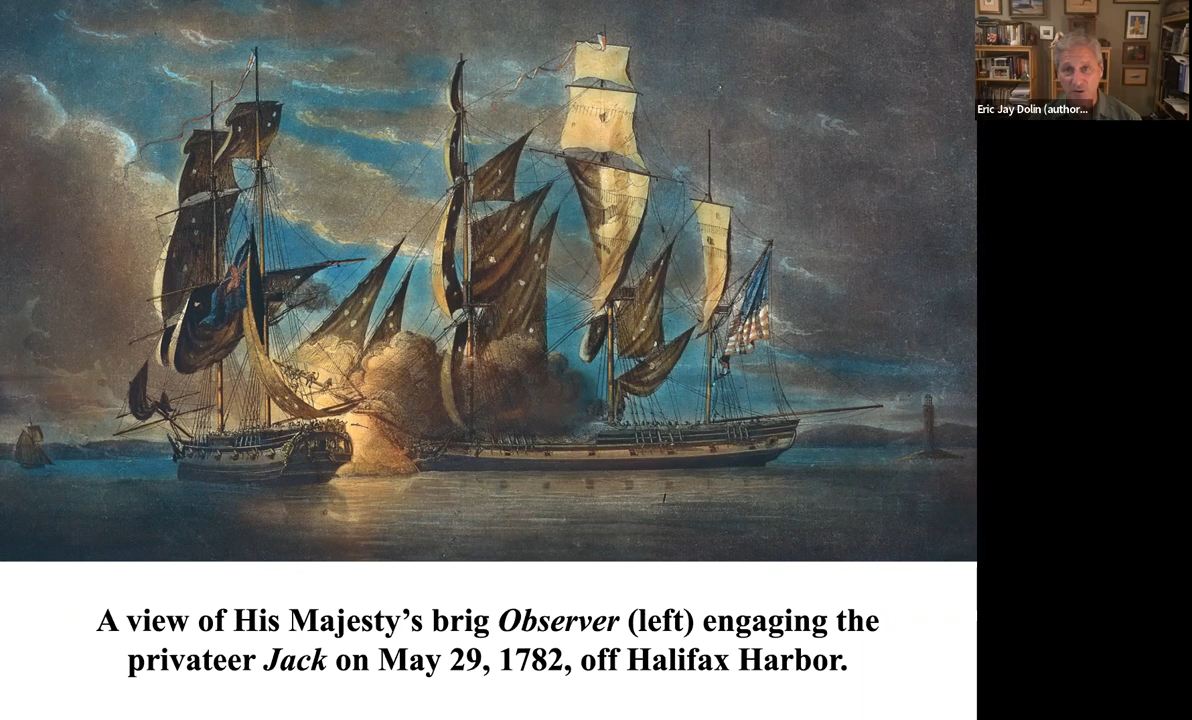 Eric Jay Dolin (author...
A view of His Majesty’s brig Observer (left) engaging the
privateer Jack on May 29, 1782, off Halifax Harbor.